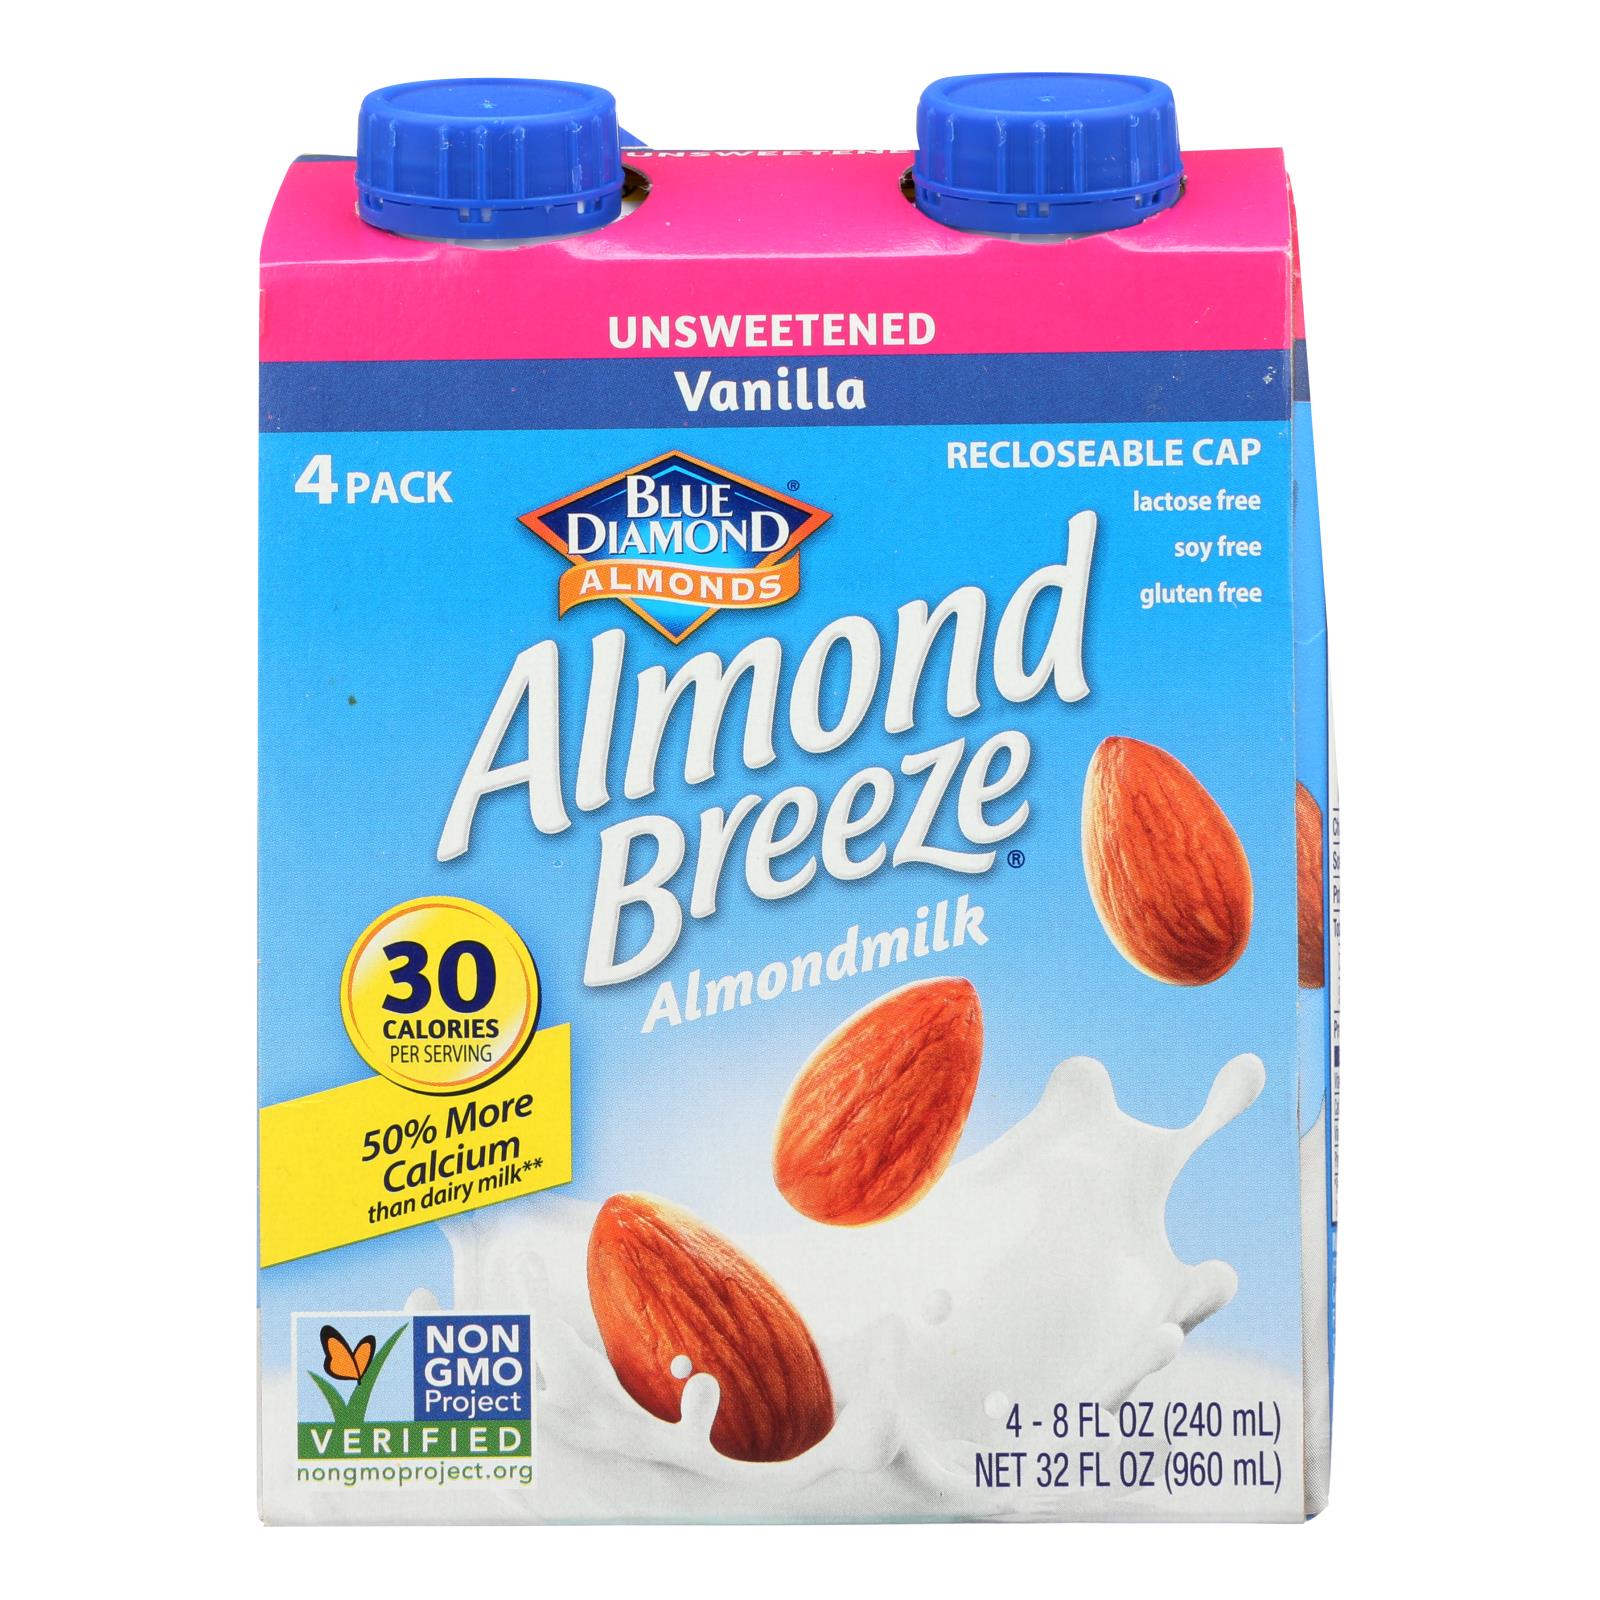 UNSWEETENED
UNSWEETENED
Vanilla
4 PACK
RECLOSEABLE CAP
lactose free
soy free
gluten free
BLUE
DIAMOND
ALMONDS
®
Almond
Breeze
®
Almondmilk
30
CALORIES
PER SERVING
50% More
Calcium
than dairy milk**
NON
GMO
Project
VERIFIED
nongmoproject.org
4 - 8 FL OZ (240 mL)
NET 32 FL OZ (960 mL)